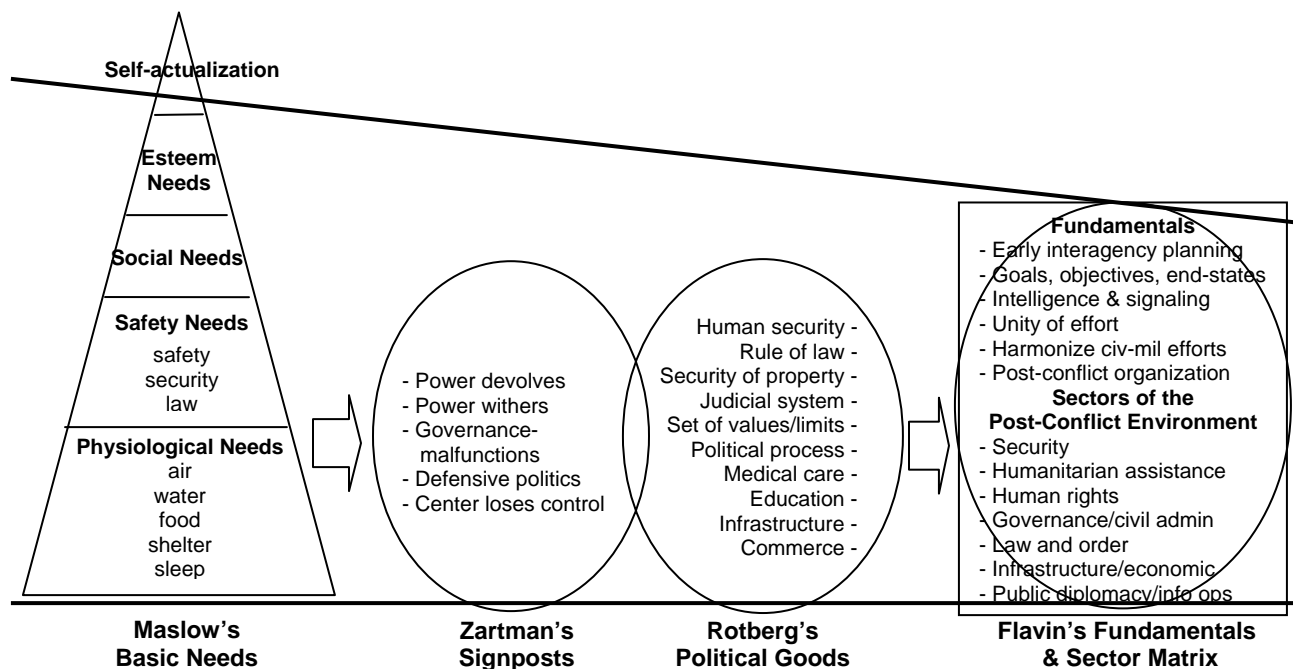 Self-actualization
Esteem
Needs
Social Needs
Safety Needs
safety
security
law
Physiological Needs
air
water
food
shelter
sleep
Maslow's
Basic Needs
- Power devolves
- Power withers
- Governance-
malfunctions
- Defensive politics
- Center loses control
Zartman's
Signposts
Human security -
Rule of law -
Security of property -
Judicial system -
Set of values/limits -
Political process -
Medical care -
Education -
Infrastructure -
Commerce -
Rotberg's
Political Goods
Fundamentals
- Early interagency planning
- Goals, objectives, end-states
- Intelligence & signaling
- Unity of effort
- Harmonize civ-mil efforts
- Post-conflict organization
Sectors of the
Post-Conflict Environment
- Security
- Humanitarian assistance
- Human rights
- Governance/civil admin
- Law and order
- Infrastructure/economic
- Public diplomacy/info ops
Flavin's Fundamentals
& Sector Matrix